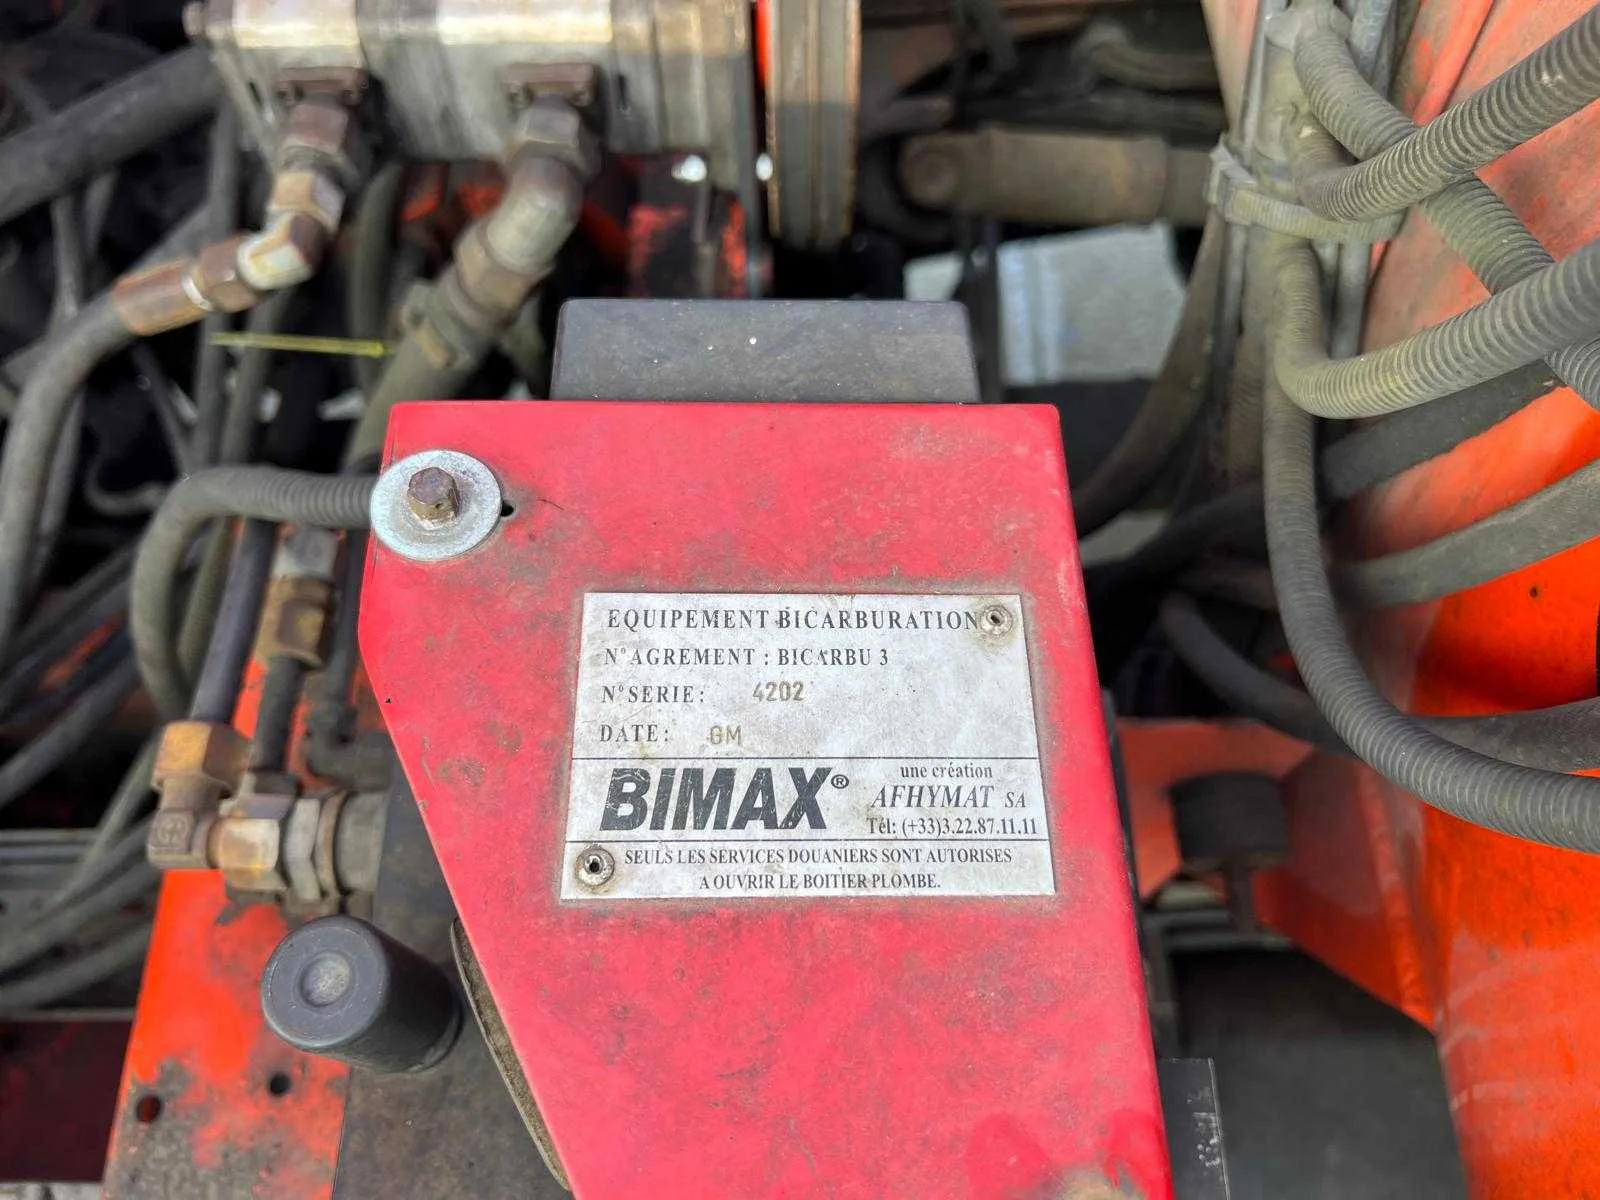 EQUIPEMENT BICARBURATION
N° AGREMENT : BICARBU 3
N° SERIE : 4202
DATE : GM
BIMAX®
une création
AFHYMAT SA
Tél: (+33)3.22.87.11.11
SEULS LES SERVICES DOUANIERS SONT AUTORISES
A OUVRIR LE BOITIER PLOMBE.